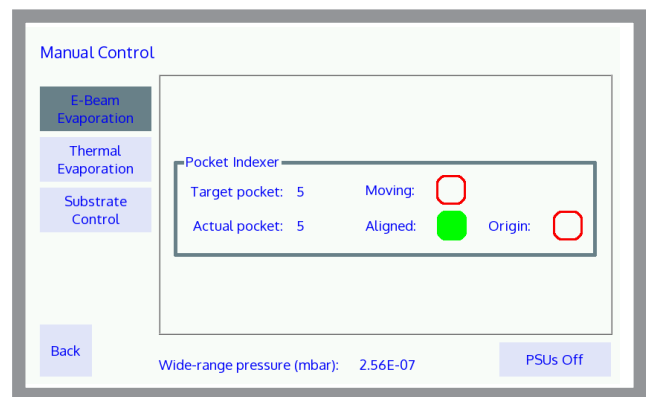 Manual Control
E-Beam
Evaporation
Thermal
Evaporation
Substrate
Control
Pocket Indexer
Target pocket: 5 Moving:
Actual pocket: 5 Aligned: Origin:
Back
Wide-range pressure (mbar): 2.56E-07
PSUs Off